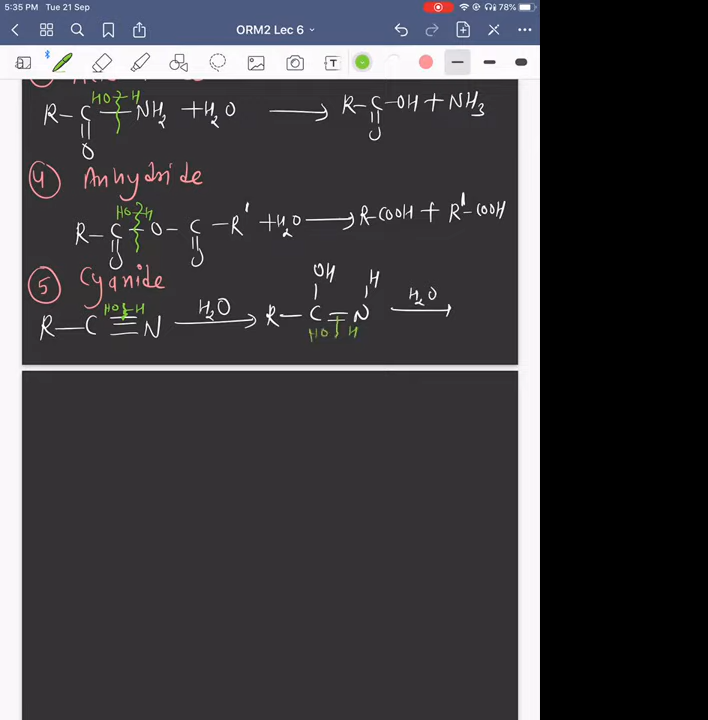 5:35 PM Tue 21 Sep 78%
ORM2 Lec 6
T
HO H
R-C-NH2 +H2O → R-C-OH + NH3
O O
4 Anhydride
HO H
R-C-O-C-R' +H2O → R-COOH + R'-COOH
O O
5 Cyanide
OH H
HO H
R-C≡N H2O → R-C=N H2O →
HO H